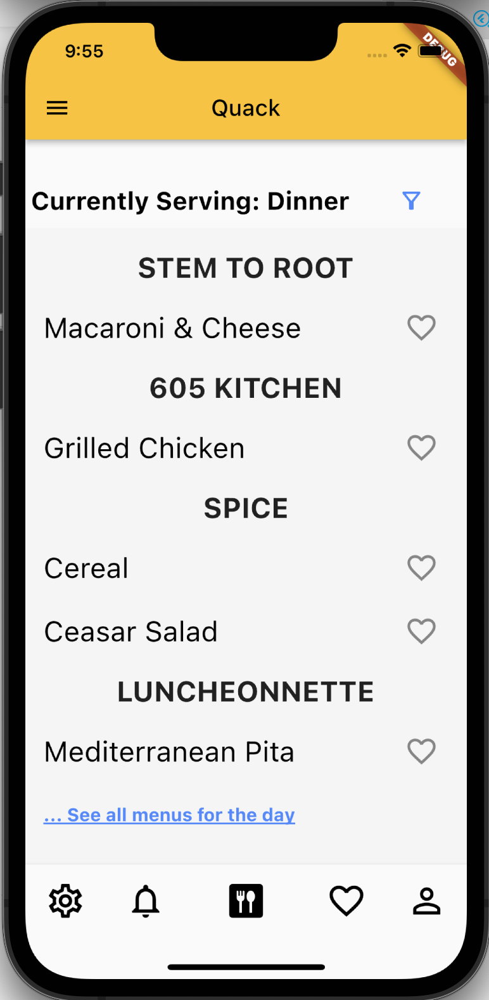 9:55
DEBUG
Quack
Currently Serving: Dinner
STEM TO ROOT
Macaroni & Cheese
605 KITCHEN
Grilled Chicken
SPICE
Cereal
Ceasar Salad
LUNCHEONNETTE
Mediterranean Pita
... See all menus for the day